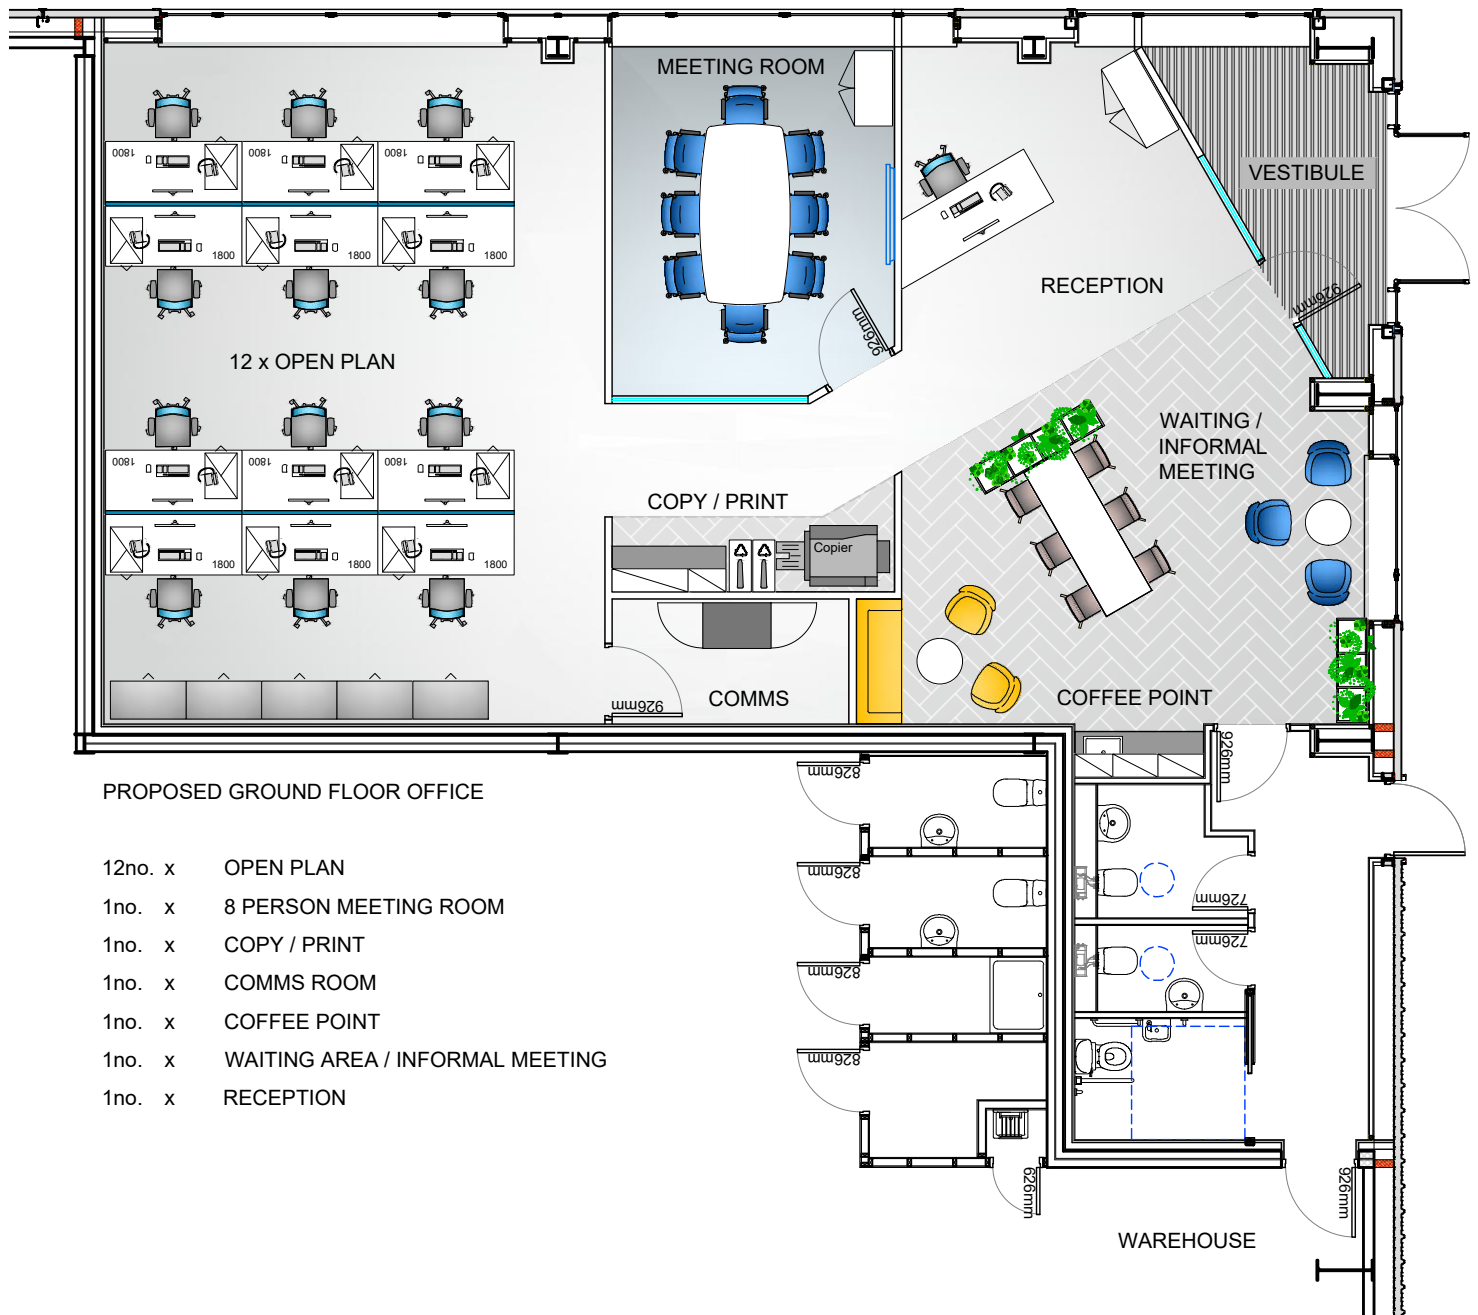 MEETING ROOM
VESTIBULE
1800
1800
1800
1800
1800
1800
RECEPTION
926mm
926mm
12 x OPEN PLAN
WAITING /
INFORMAL
MEETING
1800
1800
1800
COPY / PRINT
Copier
1800
1800
1800
926mm
COMMS
COFFEE POINT
926mm
PROPOSED GROUND FLOOR OFFICE
12no. x OPEN PLAN
1no. x 8 PERSON MEETING ROOM
1no. x COPY / PRINT
1no. x COMMS ROOM
1no. x COFFEE POINT
1no. x WAITING AREA / INFORMAL MEETING
1no. x RECEPTION
826mm
826mm
726mm
726mm
826mm
826mm
626mm
926mm
WAREHOUSE